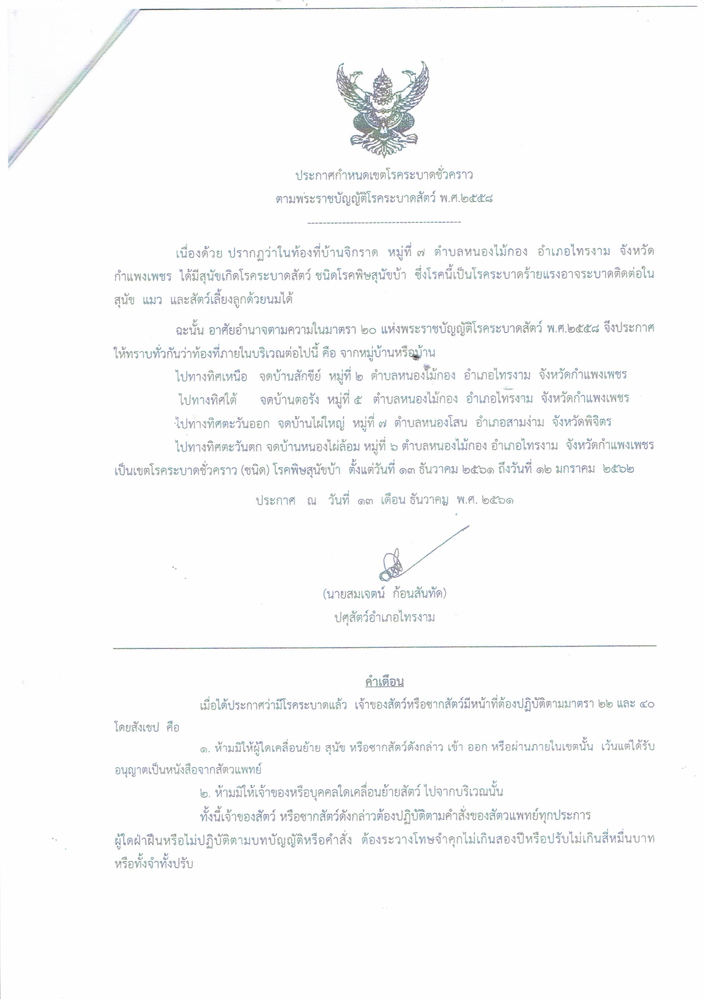 ประกาศกำหนดเขตโรคระบาดชั่วคราว
ตามพระราชบัญญัติโรคระบาดสัตว์ พ.ศ.๒๕๕๘
----------------------------------------
เนื่องด้วย ปรากฏว่าในท้องที่บ้านจิกราด หมู่ที่ ๗ ตำบลหนองไม้กอง อำเภอไทรงาม จังหวัด
กำแพงเพชร ได้มีสุนัขเกิดโรคระบาดสัตว์ ชนิดโรคพิษสุนัขบ้า ซึ่งโรคนี้เป็นโรคระบาดร้ายแรงอาจระบาดติดต่อใน
สุนัข แมว และสัตว์เลี้ยงลูกด้วยนมได้
ฉะนั้น อาศัยอำนาจตามความในมาตรา ๒๐ แห่งพระราชบัญญัติโรคระบาดสัตว์ พ.ศ.๒๕๕๘ จึงประกาศ
ให้ทราบทั่วกันว่าท้องที่ภายในบริเวณต่อไปนี้ คือ จากหมู่บ้านหรือบ้าน
ไปทางทิศเหนือ จดบ้านสักขีย์ หมู่ที่ ๒ ตำบลหนองไม้กอง อำเภอไทรงาม จังหวัดกำแพงเพชร
ไปทางทิศใต้ จดบ้านตอรัง หมู่ที่ ๕ ตำบลหนองไม้กอง อำเภอไทรงาม จังหวัดกำแพงเพชร
ไปทางทิศตะวันออก จดบ้านไผ่ใหญ่ หมู่ที่ ๗ ตำบลหนองโสน อำเภอสามง่าม จังหวัดพิจิตร
ไปทางทิศตะวันตก จดบ้านหนองไผ่ล้อม หมู่ที่ ๖ ตำบลหนองไม้กอง อำเภอไทรงาม จังหวัดกำแพงเพชร
เป็นเขตโรคระบาดชั่วคราว (ชนิด) โรคพิษสุนัขบ้า ตั้งแต่วันที่ ๑๓ ธันวาคม ๒๕๖๑ ถึงวันที่ ๑๒ มกราคม ๒๕๖๒
ประกาศ ณ วันที่ ๑๓ เดือน ธันวาคม พ.ศ. ๒๕๖๑
(นายสมเจตน์ ก้อนสันทัด)
ปศุสัตว์อำเภอไทรงาม
คำเตือน
เมื่อได้ประกาศว่ามีโรคระบาดแล้ว เจ้าของสัตว์หรือซากสัตว์มีหน้าที่ต้องปฏิบัติตามมาตรา ๒๒ และ ๔๐
โดยสังเขป คือ
๑. ห้ามมิให้ผู้ใดเคลื่อนย้าย สุนัข หรือซากสัตว์ดังกล่าว เข้า ออก หรือผ่านภายในเขตนั้น เว้นแต่ได้รับ
อนุญาตเป็นหนังสือจากสัตวแพทย์
๒. ห้ามมิให้เจ้าของหรือบุคคลใดเคลื่อนย้ายสัตว์ ไปจากบริเวณนั้น
ทั้งนี้เจ้าของสัตว์ หรือซากสัตว์ดังกล่าวต้องปฏิบัติตามคำสั่งของสัตวแพทย์ทุกประการ
ผู้ใดฝ่าฝืนหรือไม่ปฏิบัติตามบทบัญญัติหรือคำสั่ง ต้องระวางโทษจำคุกไม่เกินสองปีหรือปรับไม่เกินสี่หมื่นบาท
หรือทั้งจำทั้งปรับ